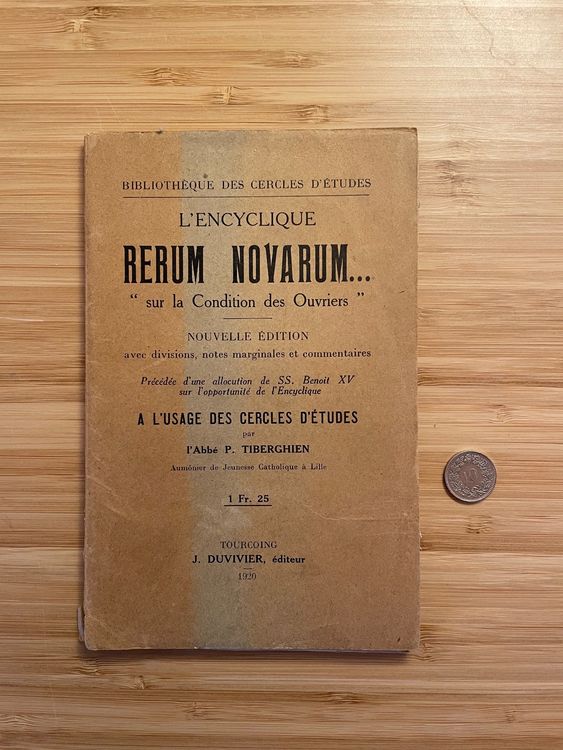 BIBLIOTHÈQUE DES CERCLES D'ÉTUDES
L'ENCYCLIQUE
RERUM NOVARUM...
“ sur la Condition des Ouvriers ”
NOUVELLE ÉDITION
avec divisions, notes marginales et commentaires
Précédée d'une allocution de SS. Benoit XV
sur l'opportunité de l'Encyclique
A L'USAGE DES CERCLES D'ÉTUDES
par
l'Abbé P. TIBERGHIEN
Aumônier de Jeunesse Catholique à Lille
1 Fr. 25
TOURCOING
J. DUVIVIER, éditeur
1920
10